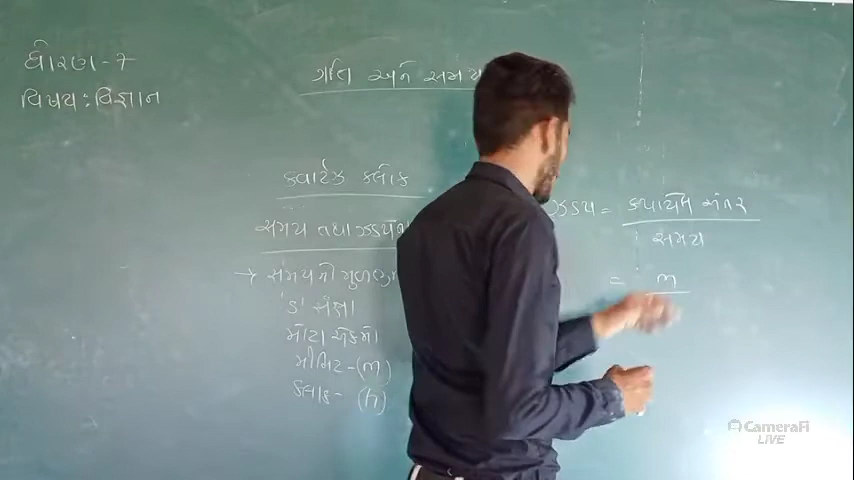 ધોરણ-7
વિષય:વિજ્ઞાન
ગતિ અને સમય
ક્વાર્ટઝ ક્લોક
સમય તથા ઝડપના
→ સમયનો મૂળભૂત
'S' સંજ્ઞા
મોટા એકમો
મીનિટ-(m)
કલાક- (h)
ઝડપ = કપાયેલ અંતર
સમય
= m
CameraFi
LIVE